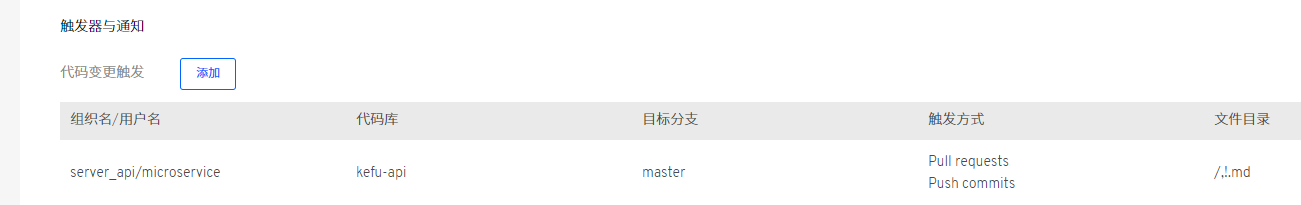 触发器与通知
代码变更触发 添加
组织名/用户名 代码库 目标分支 触发方式 文件目录
server_api/microservice kefu-api master Pull requests /,!.md
Push commits